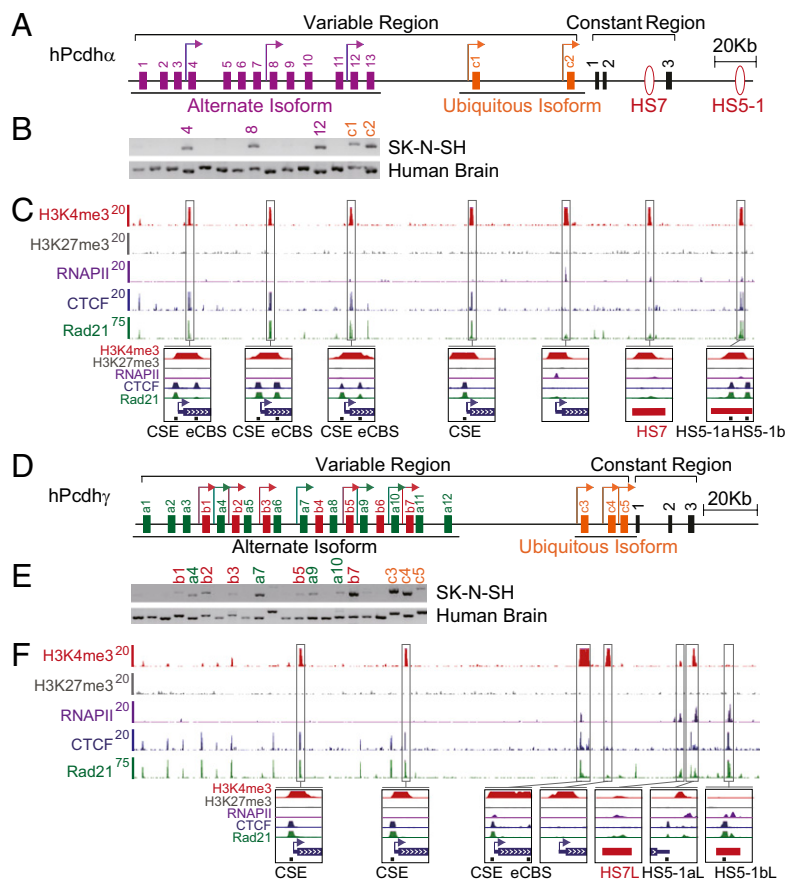 A
Variable Region
Constant Region
hPcdhα
1 2 3 4 5 6 7 8 9 10 11 12 13 c1 c2 1 2 3
20Kb
Alternate Isoform
Ubiquitous Isoform
HS7
HS5-1
B
4 8 12 c1 c2
SK-N-SH
Human Brain
C
H3K4me3 20
H3K27me3 20
RNAPII 20
CTCF 20
Rad21 75
H3K4me3
H3K27me3
RNAPII
CTCF
Rad21
CSE eCBS CSE eCBS CSE eCBS CSE HS7 HS5-1a HS5-1b
D
Variable Region
Constant Region
hPcdhγ
a1 a2 a3 b1 a4 b2 a5 b3 a6 a7 b4 a8 b5 a9 b6 a10 b7 a11 a12 c3 c4 c5 1 2 3
20Kb
Alternate Isoform
Ubiquitous Isoform
E
b1 a4 b2 b3 a7 b5 a9 a10 b7 c3 c4 c5
SK-N-SH
Human Brain
F
H3K4me3 20
H3K27me3 20
RNAPII 20
CTCF 20
Rad21 75
H3K4me3
H3K27me3
RNAPII
CTCF
Rad21
CSE CSE CSE eCBS HS7L HS5-1aL HS5-1bL